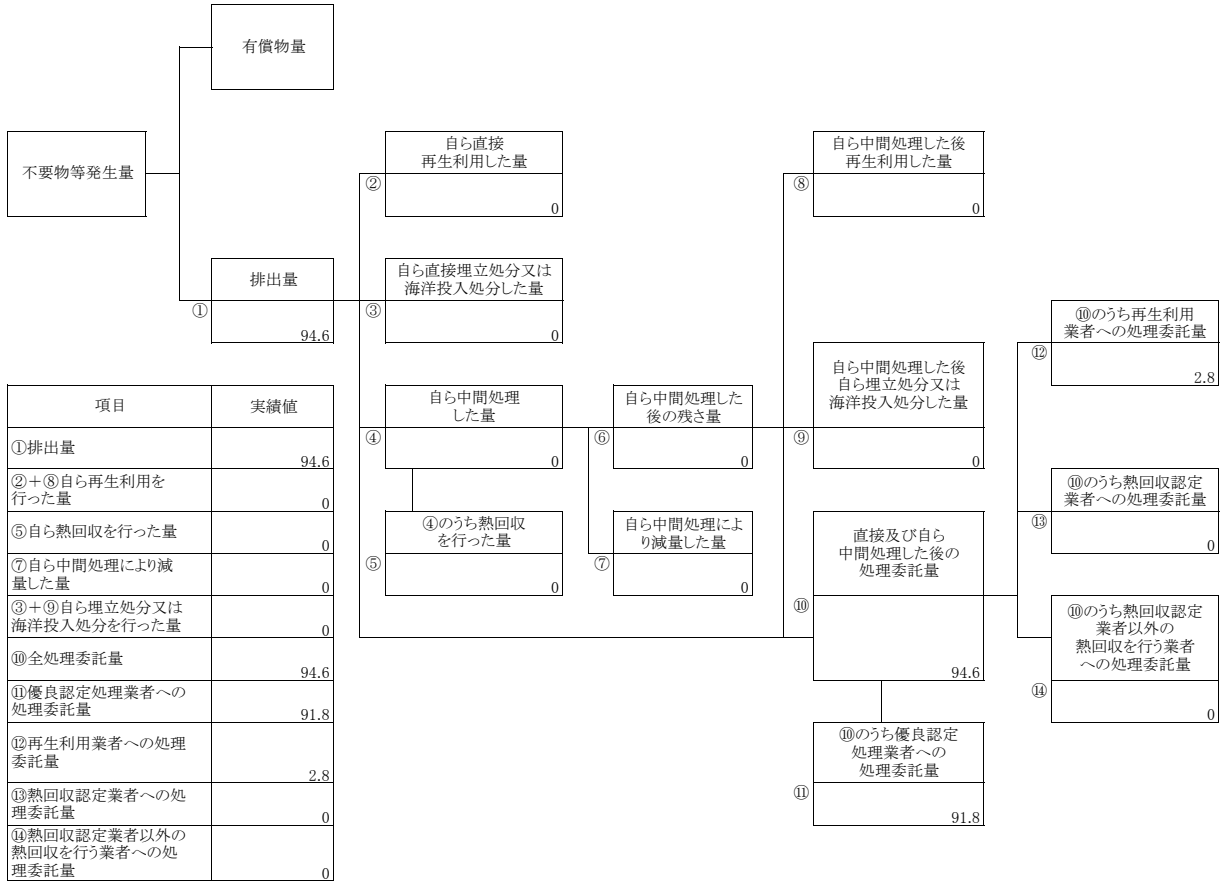 有償物量
不要物等発生量
自ら直接
再生利用した量
②
0
自ら中間処理した後
再生利用した量
⑧
0
排出量
①
94.6
自ら直接埋立処分又は
海洋投入処分した量
③
0
⑩のうち再生利用
業者への処理委託量
⑫
2.8
自ら中間処理
した量
④
0
自ら中間処理した
後の残さ量
⑥
0
自ら中間処理した後
自ら埋立処分又は
海洋投入処分した量
⑨
0
⑩のうち熱回収認定
業者への処理委託量
⑬
0
④のうち熱回収
を行った量
⑤
0
自ら中間処理によ
り減量した量
⑦
0
直接及び自ら
中間処理した後の
処理委託量
⑩
94.6
⑩のうち熱回収認定
業者以外の
熱回収を行う業者
への処理委託量
⑭
0
⑩のうち優良認定
処理業者への
処理委託量
⑪
91.8
項目 実績値
①排出量
94.6
②+⑧自ら再生利用を
行った量
0
⑤自ら熱回収を行った量
0
⑦自ら中間処理により減
量した量
0
③+⑨自ら埋立処分又は
海洋投入処分を行った量
0
⑩全処理委託量
94.6
⑪優良認定処理業者への
処理委託量
91.8
⑫再生利用業者への処理
委託量
2.8
⑬熱回収認定業者への処
理委託量
0
⑭熱回収認定業者以外の
熱回収を行う業者への処
理委託量
0